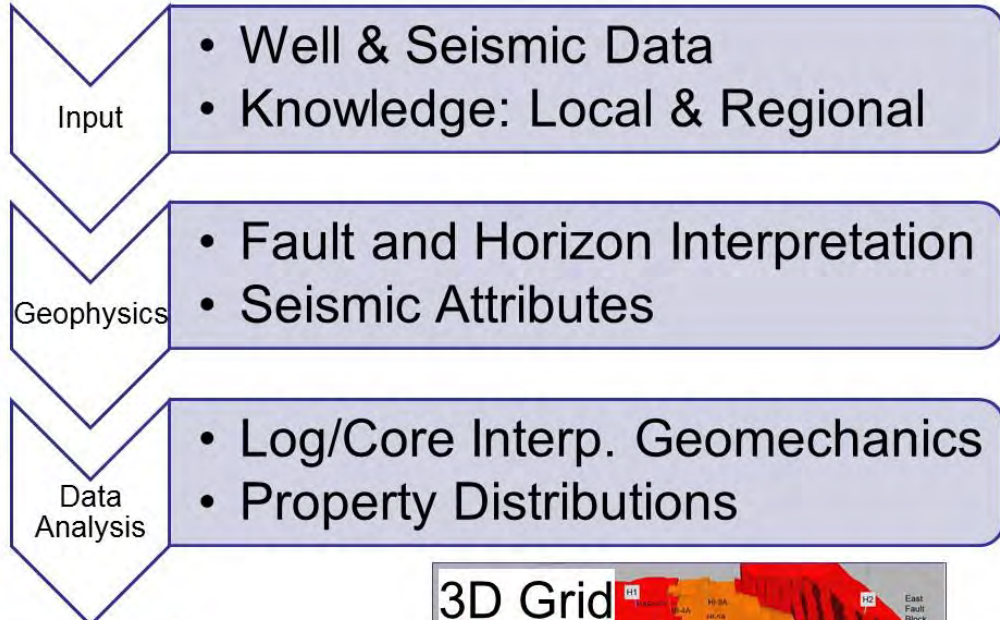 Input
• Well & Seismic Data
• Knowledge: Local & Regional
Geophysics
• Fault and Horizon Interpretation
• Seismic Attributes
Data
Analysis
• Log/Core Interp. Geomechanics
• Property Distributions
3D Grid
H1
H2
East
Fault
Block